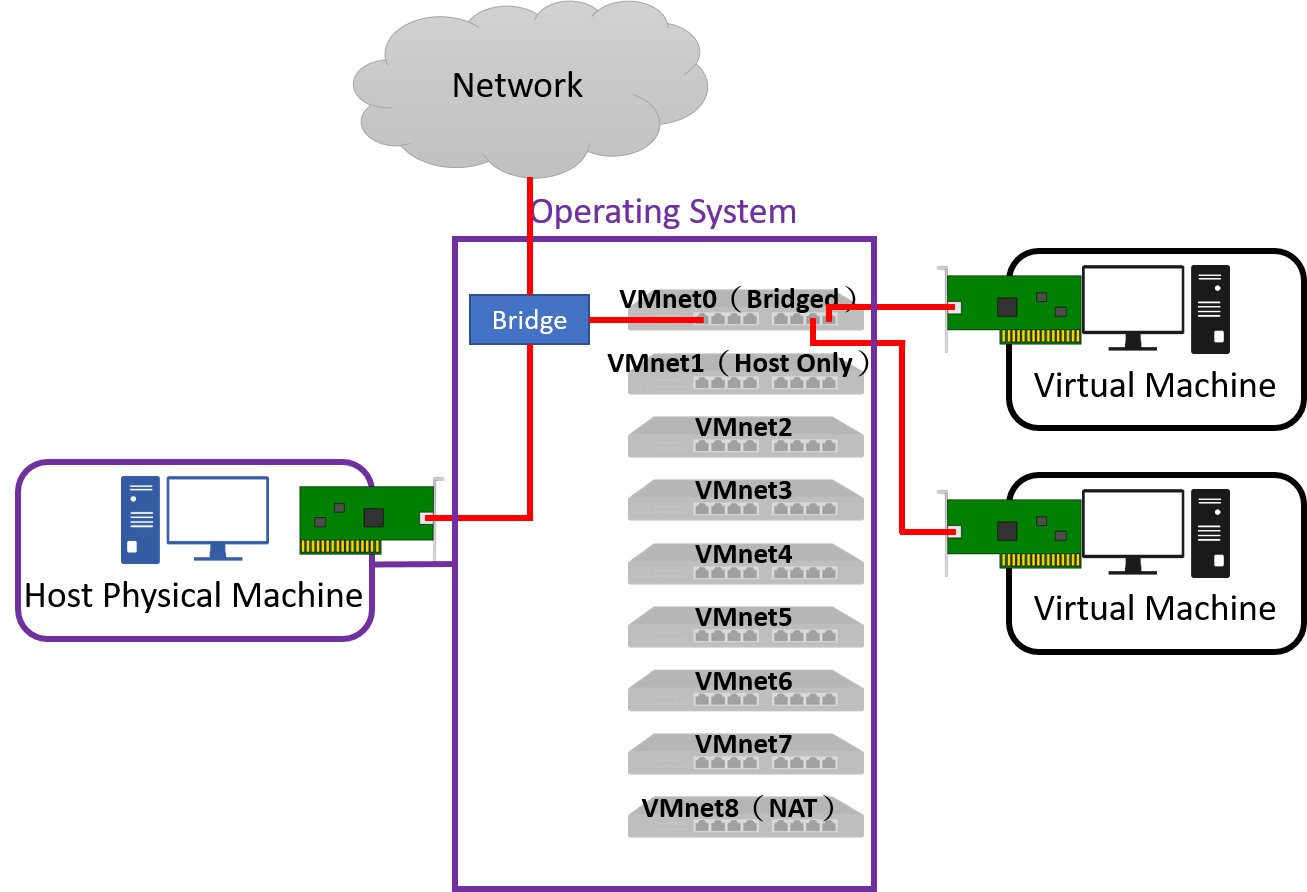 Network
Operating System
Bridge
VMnet0（Bridged）
VMnet1（Host Only）
VMnet2
VMnet3
VMnet4
VMnet5
VMnet6
VMnet7
VMnet8（NAT）
Host Physical Machine
Virtual Machine
Virtual Machine